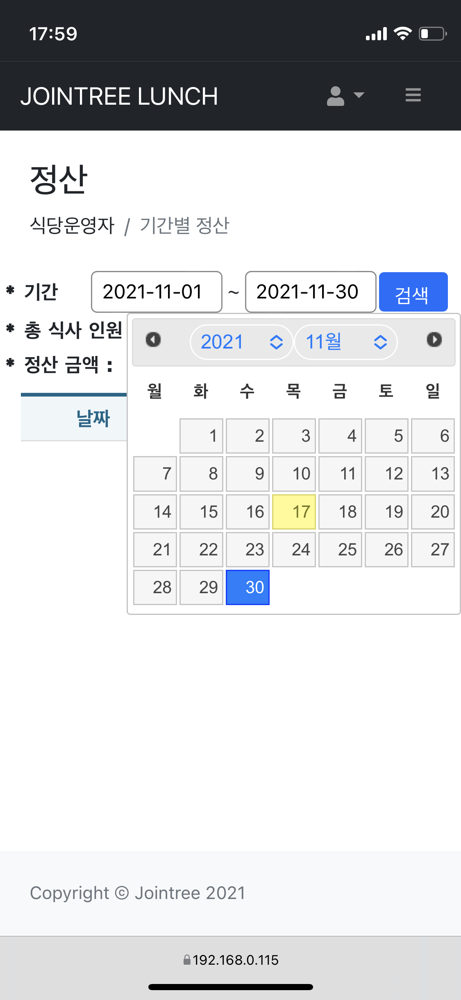 17:59
JOINTREE LUNCH
정산
식당운영자 / 기간별 정산
* 기간 2021-11-01 ~ 2021-11-30 검색
* 총 식사 인원
* 정산 금액 :
날짜
2021 11월
월 화 수 목 금 토 일
1 2 3 4 5 6
7 8 9 10 11 12 13
14 15 16 17 18 19 20
21 22 23 24 25 26 27
28 29 30
Copyright © Jointree 2021
192.168.0.115